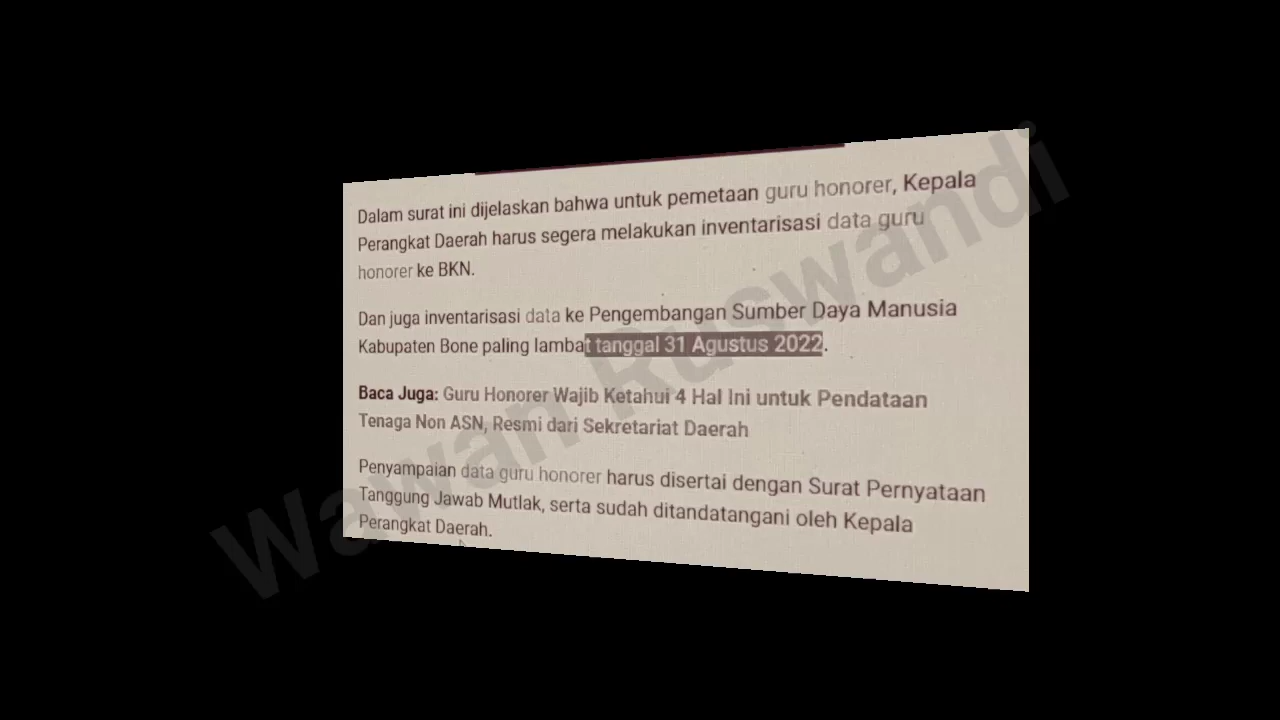 Dalam surat ini dijelaskan bahwa untuk pemetaan guru honorer, Kepala
Perangkat Daerah harus segera melakukan inventarisasi data guru
honorer ke BKN.
Dan juga inventarisasi data ke Pengembangan Sumber Daya Manusia
Kabupaten Bone paling lambat tanggal 31 Agustus 2022.
Baca Juga: Guru Honorer Wajib Ketahui 4 Hal Ini untuk Pendataan
Tenaga Non ASN, Resmi dari Sekretariat Daerah
Penyampaian data guru honorer harus disertai dengan Surat Pernyataan
Tanggung Jawab Mutlak, serta sudah ditandatangani oleh Kepala
Perangkat Daerah.
Wawan Ruswandi